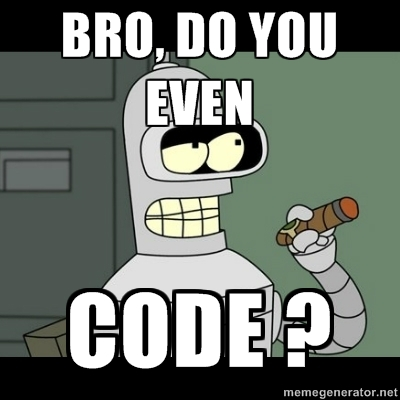 BRO, DO YOU
EVEN
CODE ?
memegenerator.net